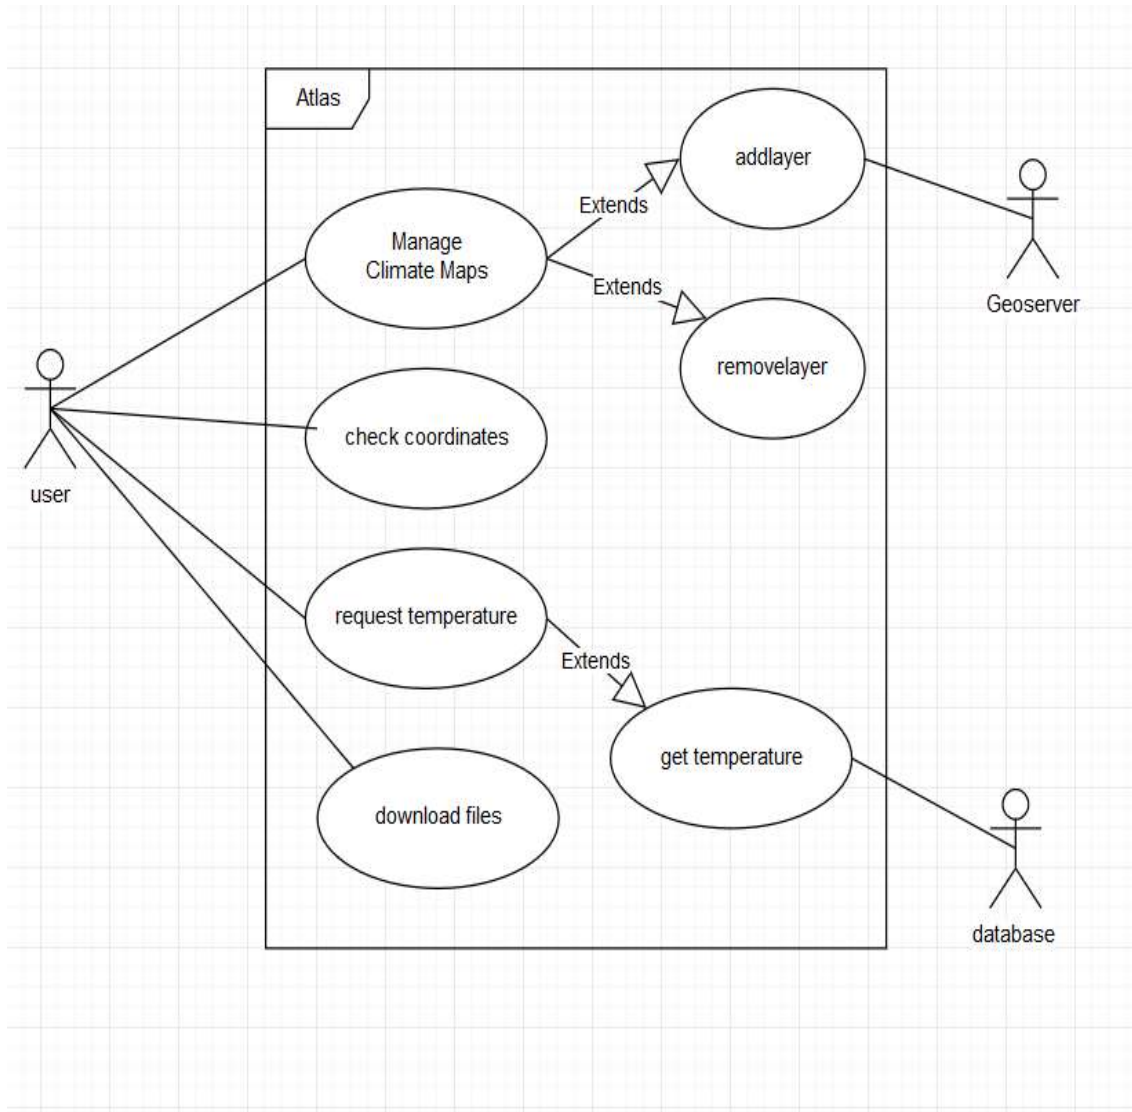 Atlas
addlayer
Extends
Manage
Climate Maps
Extends
Geoserver
removelayer
check coordinates
user
request temperature
Extends
get temperature
download files
database